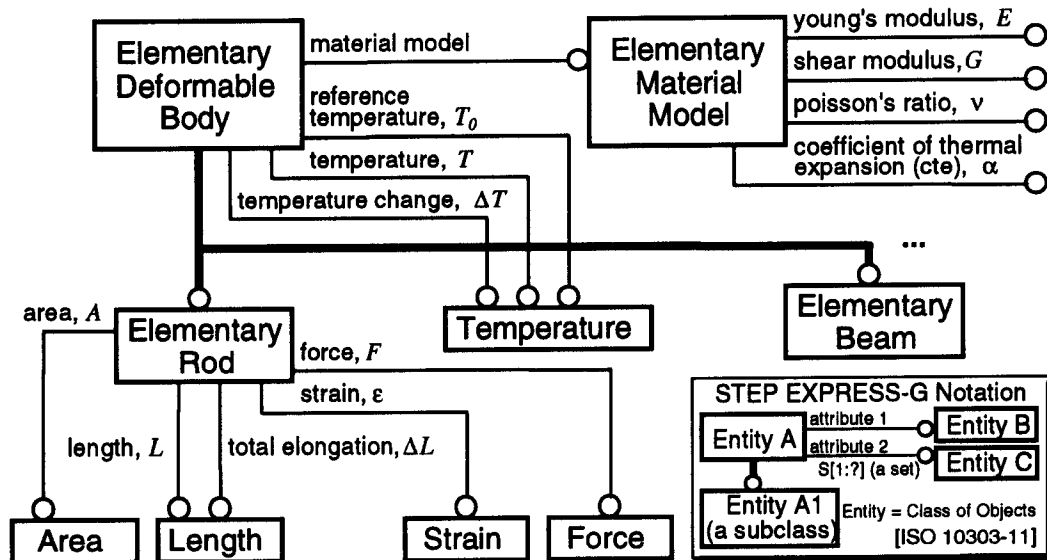 Elementary
Deformable
Body
material model
reference
temperature, T0
temperature, T
temperature change, ΔT
Elementary
Material
Model
young's modulus, E
shear modulus, G
poisson's ratio, ν
coefficient of thermal
expansion (cte), α
...
Elementary
Beam
Temperature
area, A
Elementary
Rod
force, F
strain, ε
length, L
total elongation, ΔL
Area
Length
Strain
Force
STEP EXPRESS-G Notation
Entity A
attribute 1
Entity B
attribute 2
S[1:?] (a set)
Entity C
Entity A1
(a subclass)
Entity = Class of Objects
[ISO 10303-11]